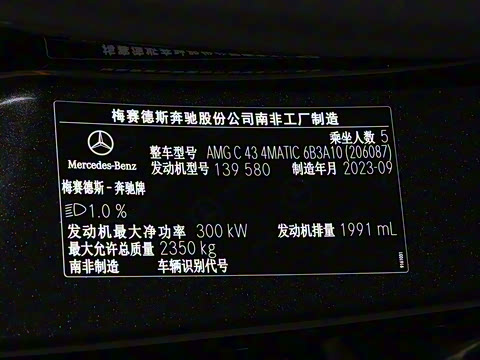 梅赛德斯奔驰股份公司南非工厂制造
乘坐人数 5
Mercedes-Benz
整车型号 AMG C 43 4MATIC 6B3A10 (206087)
发动机型号 139 580 制造年月 2023-09
梅赛德斯-奔驰牌
1.0 %
发动机最大净功率 300 kW 发动机排量 1991 mL
最大允许总质量 2350 kg
南非制造 车辆识别代号